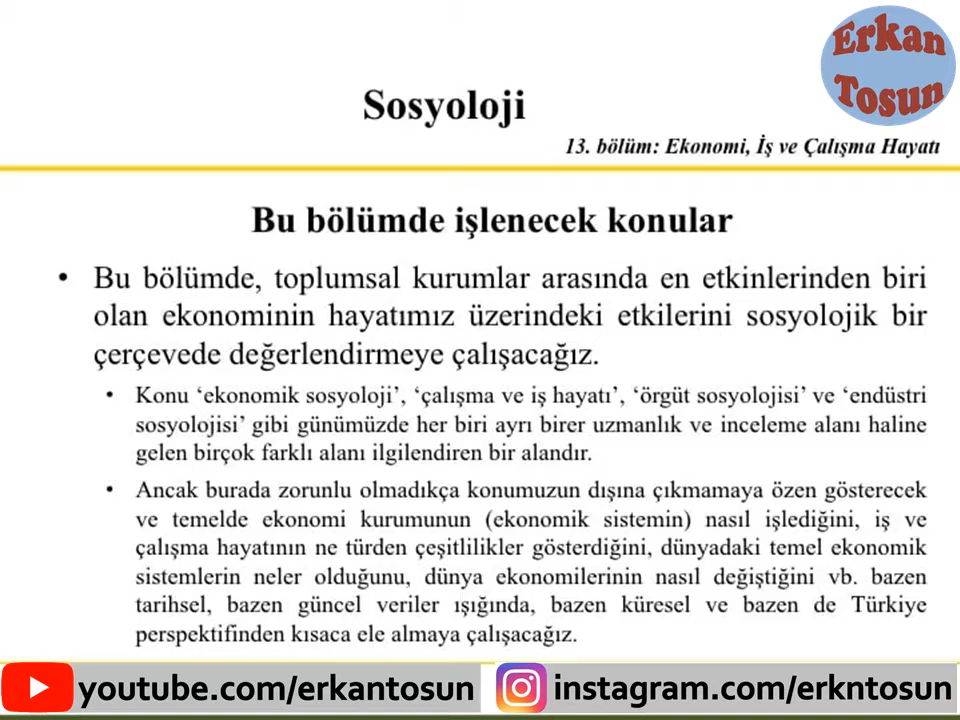 Erkan
Tosun
Sosyoloji
13. bölüm: Ekonomi, İş ve Çalışma Hayatı
Bu bölümde işlenecek konular
• Bu bölümde, toplumsal kurumlar arasında en etkinlerinden biri
olan ekonominin hayatımız üzerindeki etkilerini sosyolojik bir
çerçevede değerlendirmeye çalışacağız.
• Konu ‘ekonomik sosyoloji’, ‘çalışma ve iş hayatı’, ‘örgüt sosyolojisi’ ve ‘endüstri
sosyolojisi’ gibi günümüzde her biri ayrı birer uzmanlık ve inceleme alanı haline
gelen birçok farklı alanı ilgilendiren bir alandır.
• Ancak burada zorunlu olmadıkça konumuzun dışına çıkmamaya özen gösterecek
ve temelde ekonomi kurumunun (ekonomik sistemin) nasıl işlediğini, iş ve
çalışma hayatının ne türden çeşitlilikler gösterdiğini, dünyadaki temel ekonomik
sistemlerin neler olduğunu, dünya ekonomilerinin nasıl değiştiğini vb. bazen
tarihsel, bazen güncel veriler ışığında, bazen küresel ve bazen de Türkiye
perspektifinden kısaca ele almaya çalışacağız.
youtube.com/erkantosun
instagram.com/erkntosun